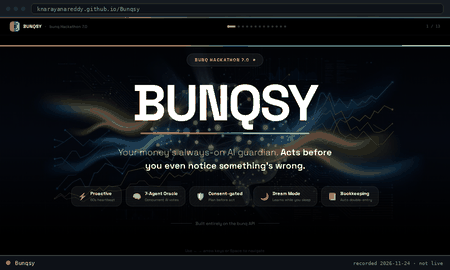 knarayanareddy.github.io/Bunqsy
BUNQSY
BUNQ HACKATHON 7.0
BUNQSY
Your money's always-on AI guardian. Acts before
you even notice something's wrong.
Proactive
7-Agent Oracle
Consent-gated
Dream Mode
Bookkeeping
Bunqsy
recorded 2026-11-24 · not live